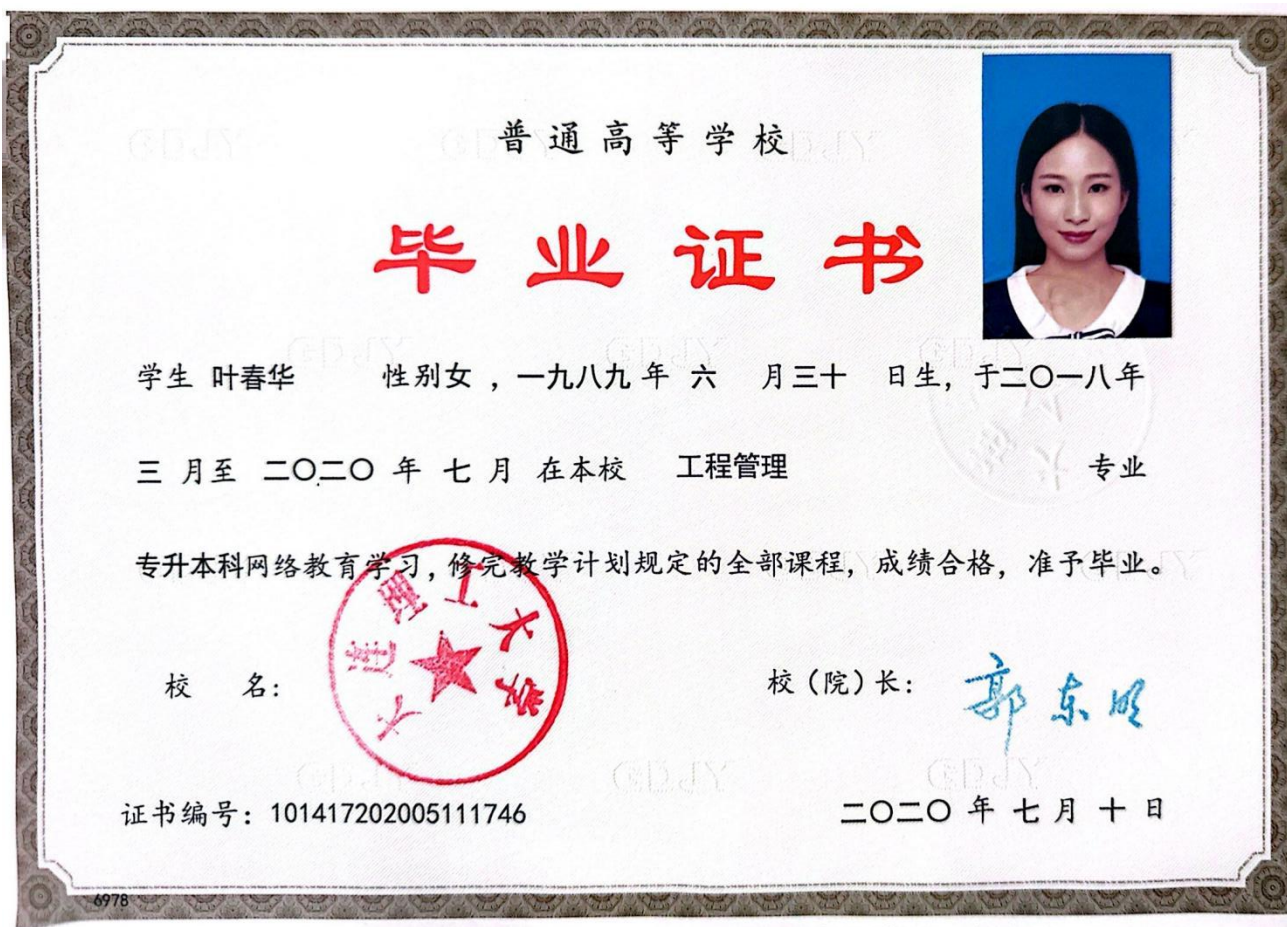 普通高等学校
毕业证书
学生 叶春华 性别女 ，一九八九 年 六 月三十 日生，于二〇一八年
三 月至 二〇二〇 年 七 月 在本校 工程管理 专业
专升本科网络教育学习，修完教学计划规定的全部课程，成绩合格，准予毕业。
校 名：
大连理工大学
校（院）长：
郭东明
证书编号：101417202005111746
二〇二〇 年 七 月 十 日
6978